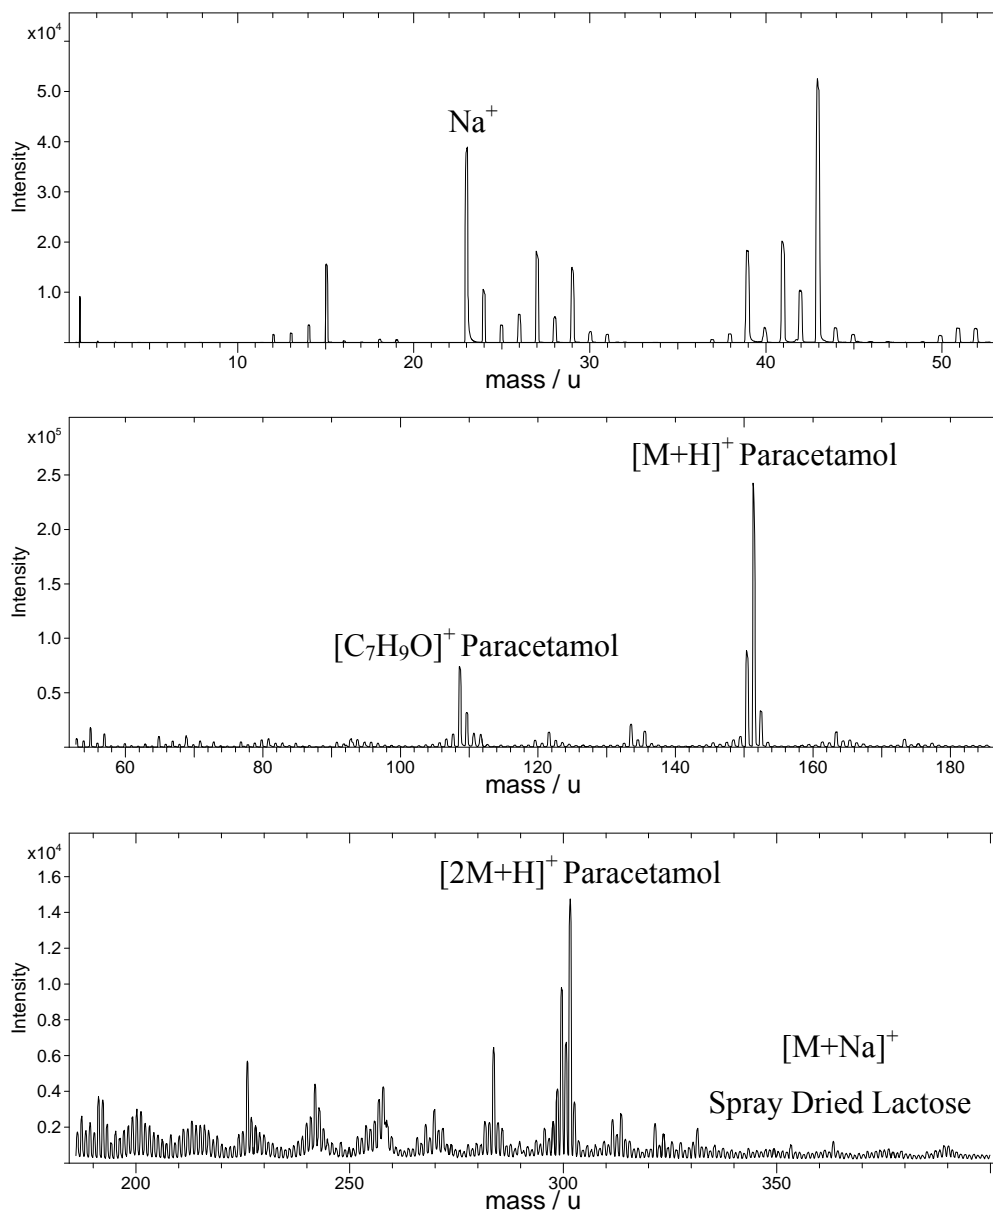 x10⁴
5.0
4.0
3.0
2.0
1.0
Intensity
Na⁺
10 20 30 40 50
mass / u
x10⁵
2.5
2.0
1.5
1.0
0.5
Intensity
[M+H]⁺ Paracetamol
[C₇H₉O]⁺ Paracetamol
60 80 100 120 140 160 180
mass / u
x10⁴
1.6
1.4
1.2
1.0
0.8
0.6
0.4
0.2
Intensity
[2M+H]⁺ Paracetamol
[M+Na]⁺
Spray Dried Lactose
200 250 300 350
mass / u